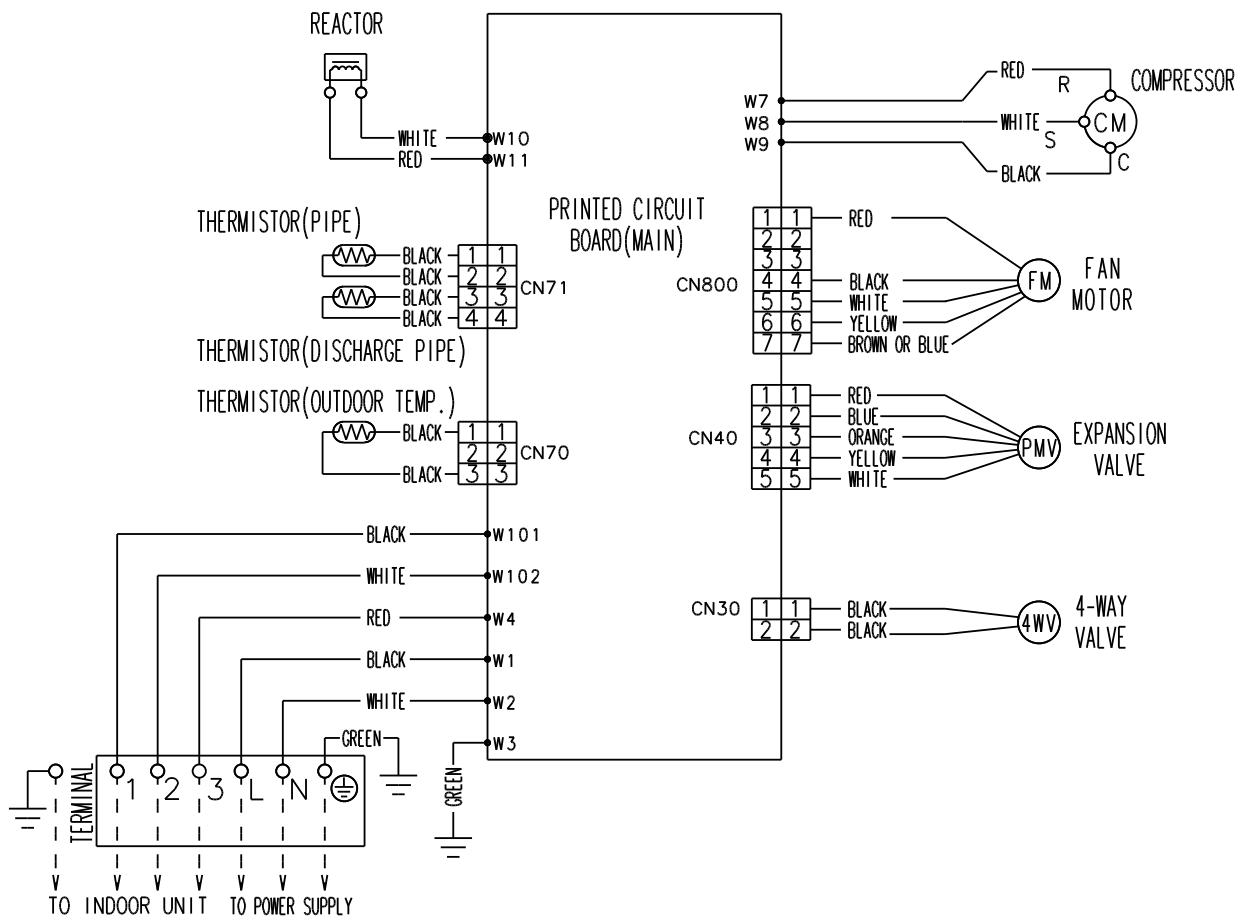 REACTOR
WHITE W10
RED W11
W7 RED R COMPRESSOR
W8 WHITE S CM
W9 BLACK C
PRINTED CIRCUIT
BOARD(MAIN)
THERMISTOR(PIPE)
BLACK 1 1
BLACK 2 2
BLACK 3 3
BLACK 4 4
CN71
THERMISTOR(DISCHARGE PIPE)
THERMISTOR(OUTDOOR TEMP.)
BLACK 1 1
2 2
BLACK 3 3
CN70
CN800
1 1 RED
2 2
3 3
4 4 BLACK
5 5 WHITE
6 6 YELLOW
7 7 BROWN OR BLUE
FM
FAN
MOTOR
CN40
1 1 RED
2 2 BLUE
3 3 ORANGE
4 4 YELLOW
5 5 WHITE
PMV
EXPANSION
VALVE
CN30
1 1 BLACK
2 2 BLACK
4WV
4-WAY
VALVE
BLACK W101
WHITE W102
RED W4
BLACK W1
WHITE W2
GREEN W3
GREEN
TERMINAL
1 2 3 L N
TO INDOOR UNIT TO POWER SUPPLY